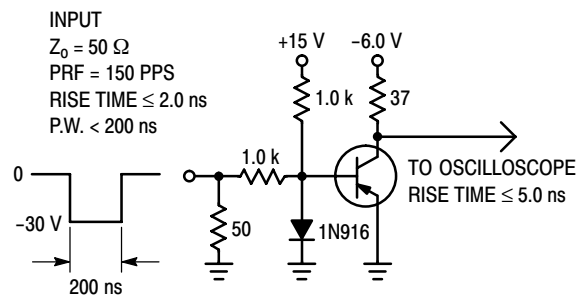 INPUT
Zo = 50 Ω
PRF = 150 PPS
RISE TIME ≤ 2.0 ns
P.W. < 200 ns
+15 V
−6.0 V
1.0 k
37
1.0 k
0
−30 V
50
1N916
200 ns
TO OSCILLOSCOPE
RISE TIME ≤ 5.0 ns